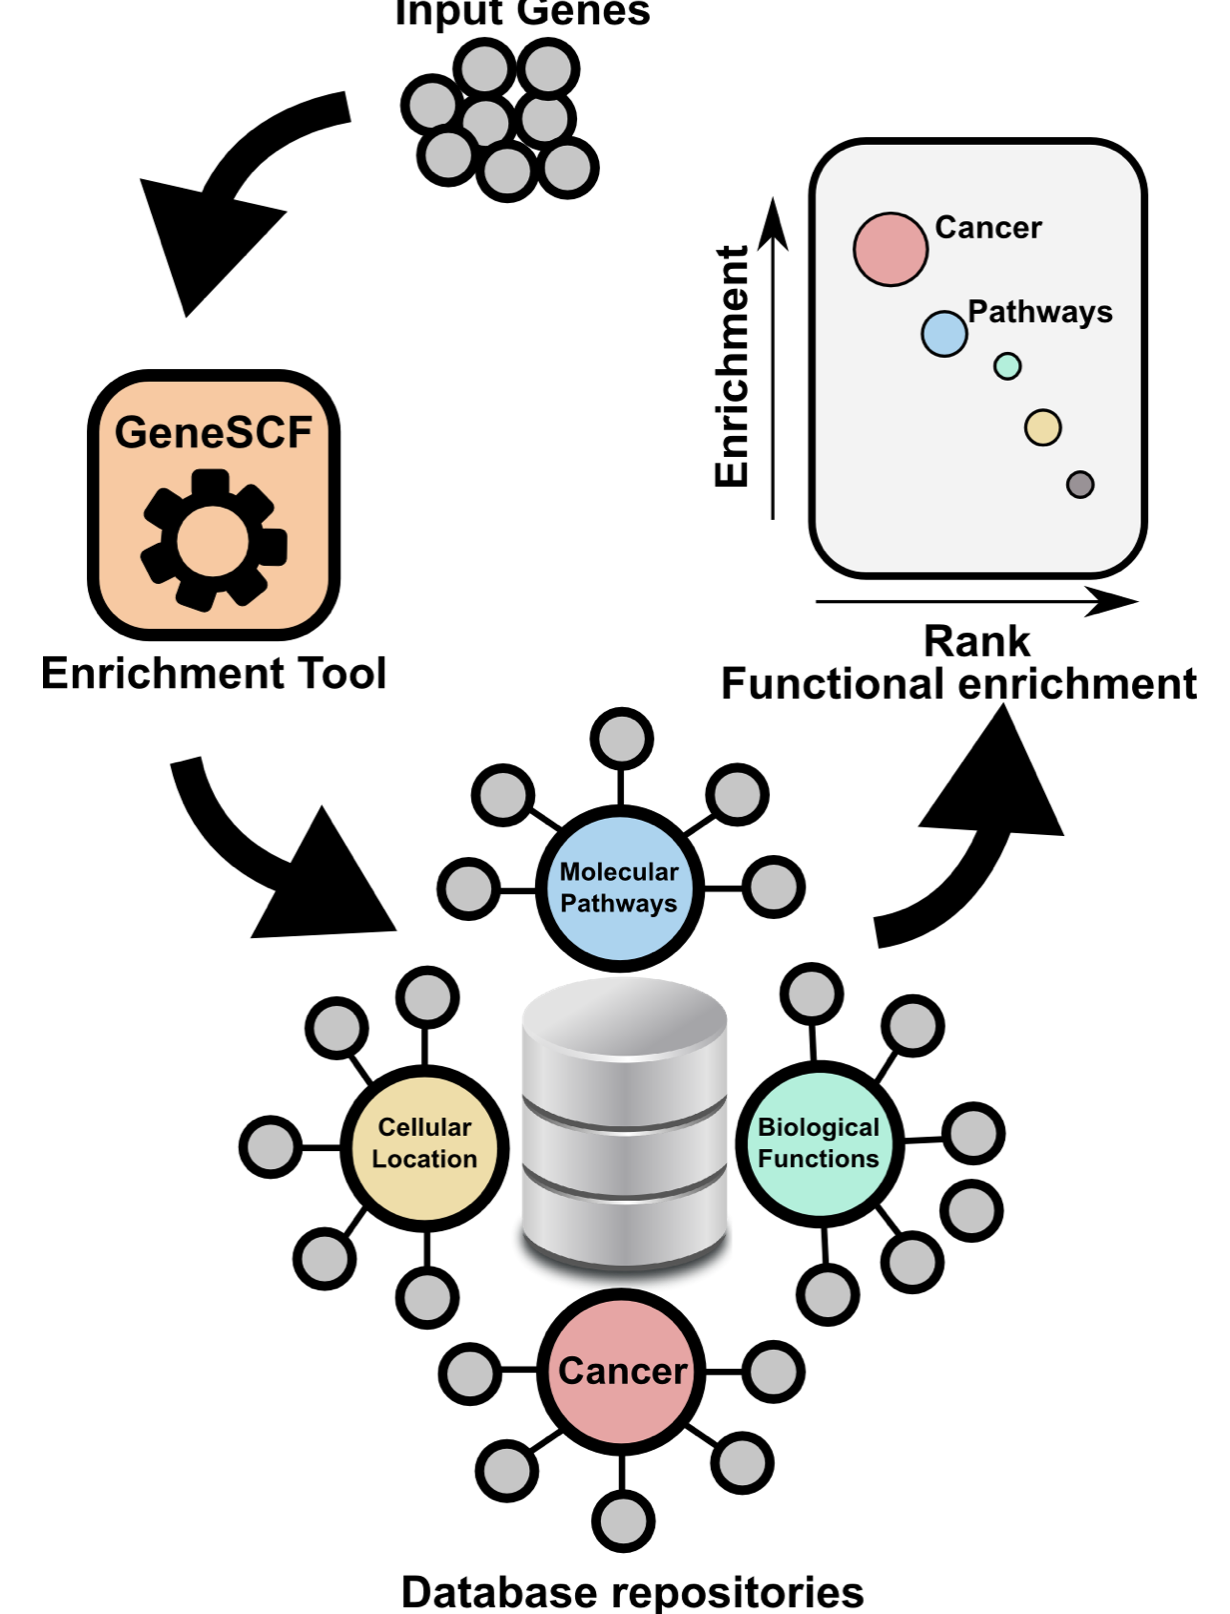 Input Genes
GeneSCF
Enrichment Tool
Enrichment
Cancer
Pathways
Rank
Functional enrichment
Molecular
Pathways
Cellular
Location
Biological
Functions
Cancer
Database repositories